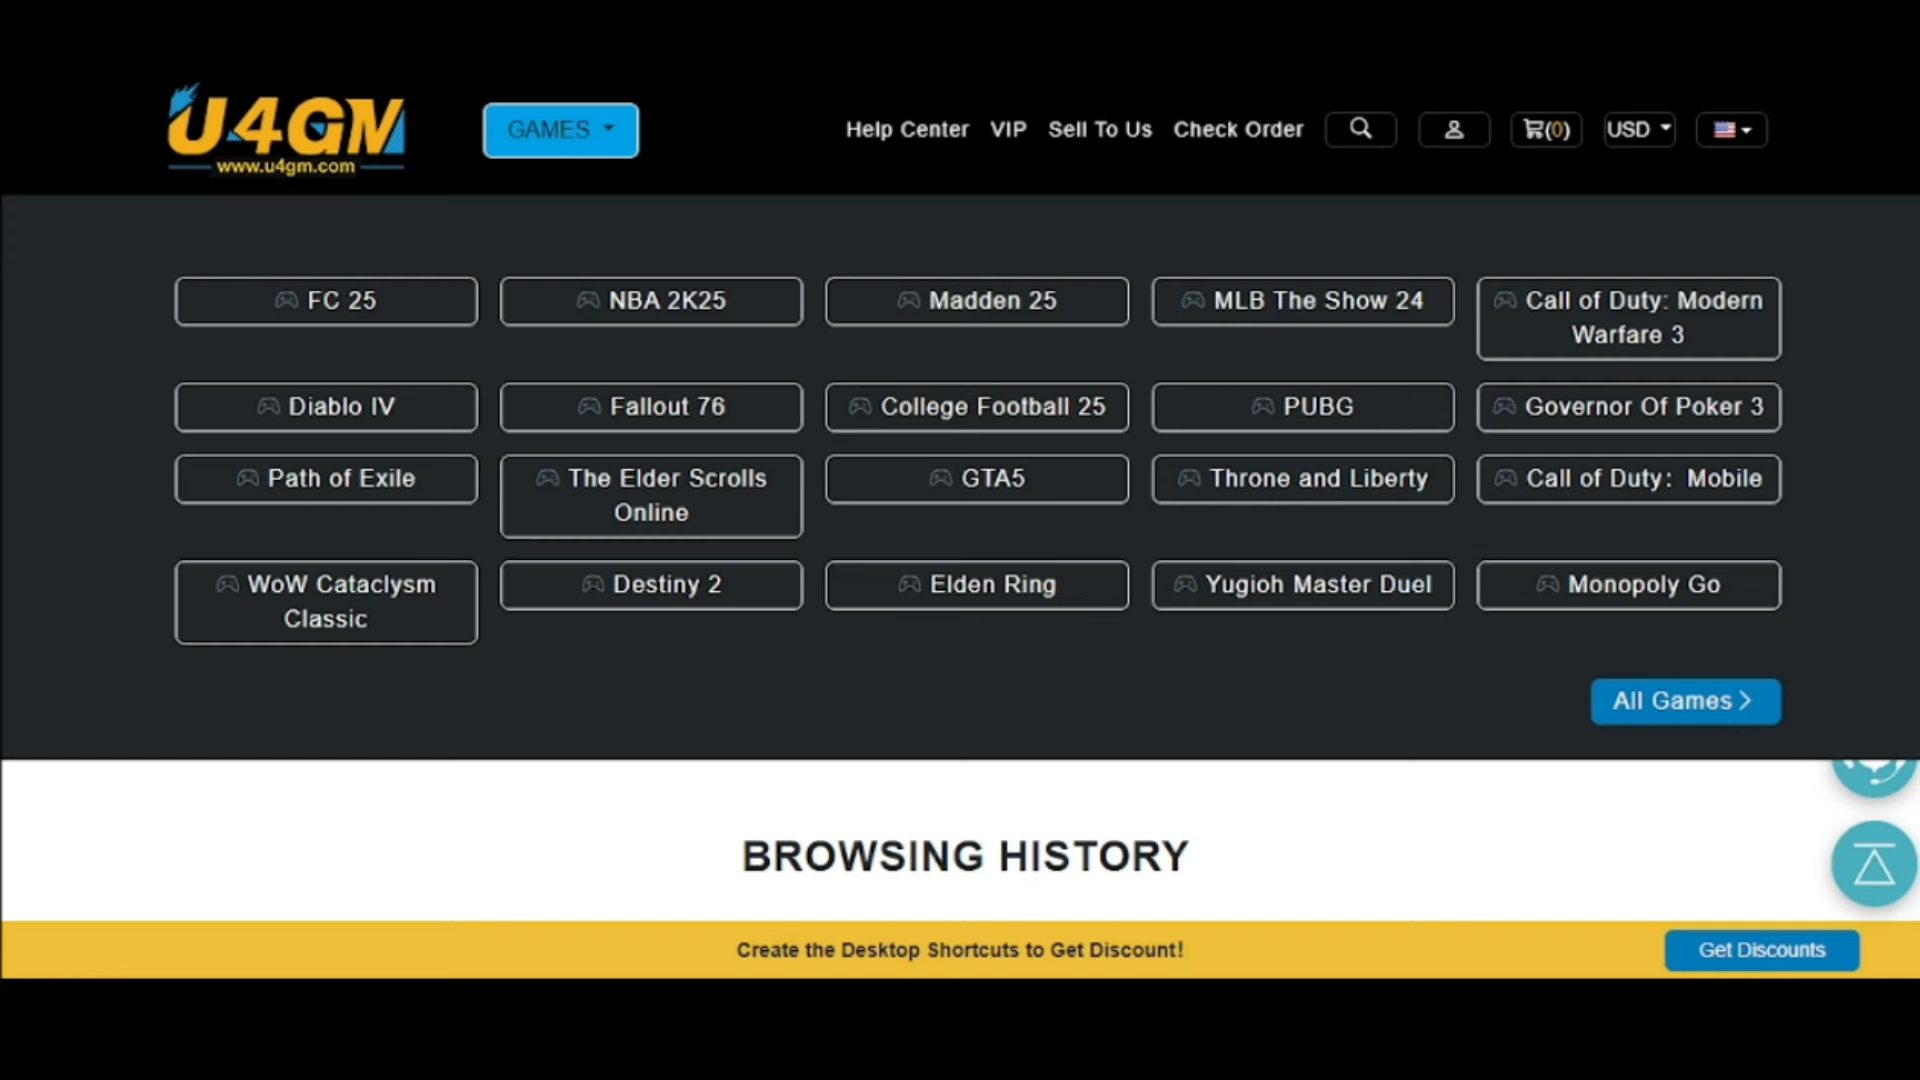 U4GM
www.u4gm.com
GAMES
Help Center VIP Sell To Us Check Order (0) USD
FC 25 NBA 2K25 Madden 25 MLB The Show 24 Call of Duty: Modern
Warfare 3
Diablo IV Fallout 76 College Football 25 PUBG Governor Of Poker 3
Path of Exile The Elder Scrolls GTA5 Throne and Liberty Call of Duty：Mobile
Online
WoW Cataclysm Destiny 2 Elden Ring Yugioh Master Duel Monopoly Go
Classic
All Games
BROWSING HISTORY
Create the Desktop Shortcuts to Get Discount!
Get Discounts